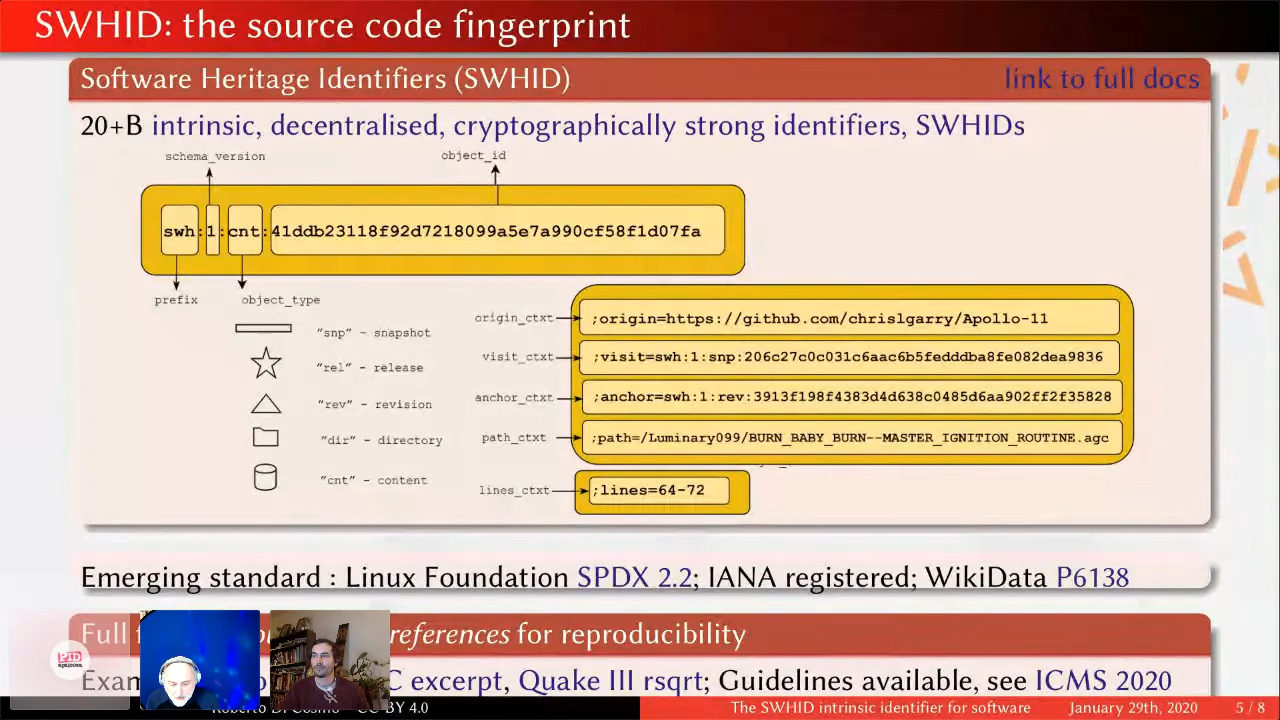 SWHID: the source code fingerprint
Software Heritage Identifiers (SWHID) link to full docs
20+B intrinsic, decentralised, cryptographically strong identifiers, SWHIDs
schema_version object_id
swh:1:cnt:41ddb23118f92d7218099a5e7a990cf58f1d07fa
prefix object_type
"snp" - snapshot
"rel" - release
"rev" - revision
"dir" - directory
"cnt" - content
origin_ctxt ;origin=https://github.com/chrislgarry/Apollo-11
visit_ctxt ;visit=swh:1:snp:206c27c0c031c6aac6b5fedddba8fe082dea9836
anchor_ctxt ;anchor=swh:1:rev:3913f198f4383d4d638c0485d6aa902ff2f35828
path_ctxt ;path=/Luminary099/BURN_BABY_BURN--MASTER_IGNITION_ROUTINE.agc
lines_ctxt ;lines=64-72
Emerging standard : Linux Foundation SPDX 2.2; IANA registered; WikiData P6138
Full references for reproducibility
C excerpt, Quake III rsqrt; Guidelines available, see ICMS 2020
PID
CC BY 4.0 The SWHID intrinsic identifier for software January 29th, 2020 5 / 8